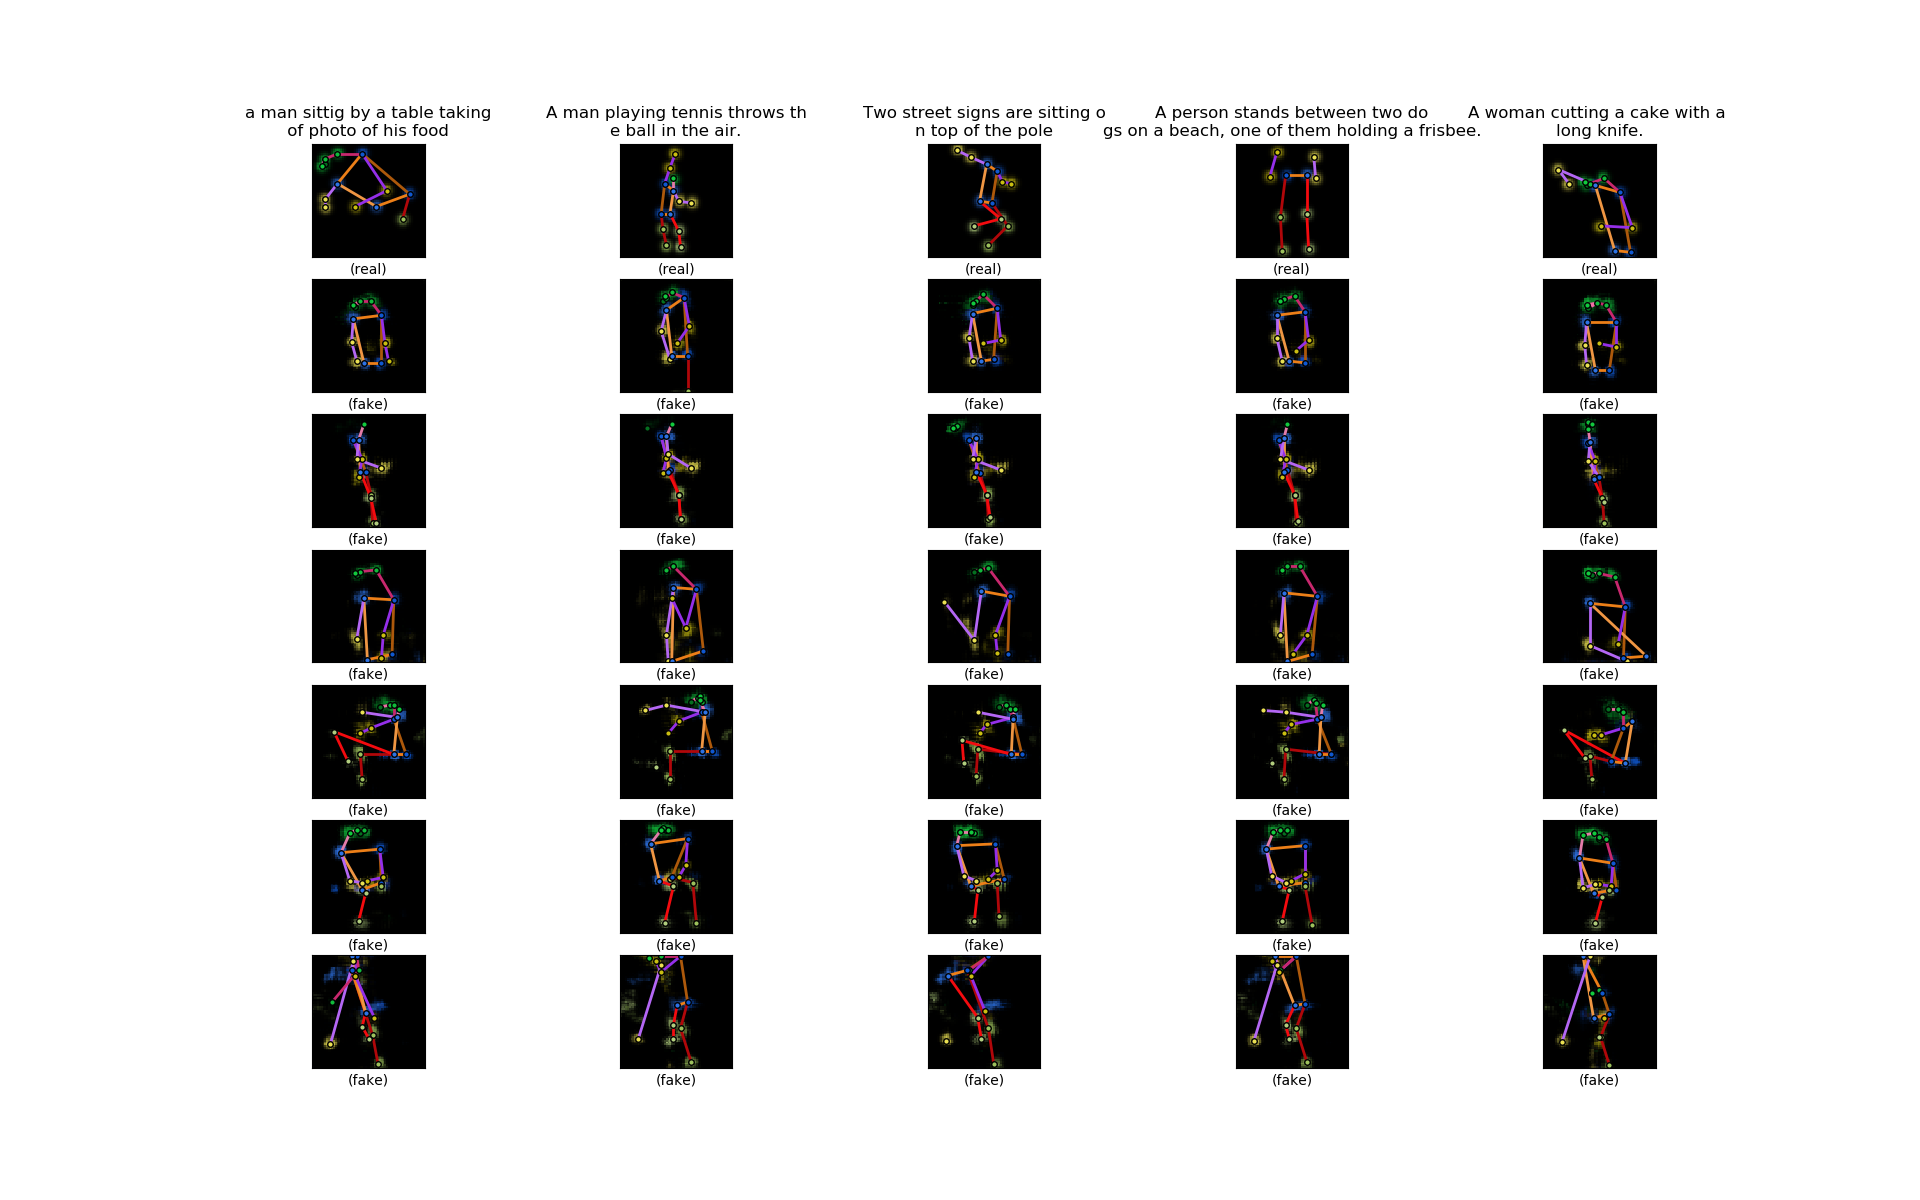 a man sittig by a table taking
of photo of his food
A man playing tennis throws th
e ball in the air.
Two street signs are sitting o
n top of the pole
A person stands between two do
gs on a beach, one of them holding a frisbee.
A woman cutting a cake with a
long knife.
(real) (real) (real) (real) (real)
(fake) (fake) (fake) (fake) (fake)
(fake) (fake) (fake) (fake) (fake)
(fake) (fake) (fake) (fake) (fake)
(fake) (fake) (fake) (fake) (fake)
(fake) (fake) (fake) (fake) (fake)
(fake) (fake) (fake) (fake) (fake)